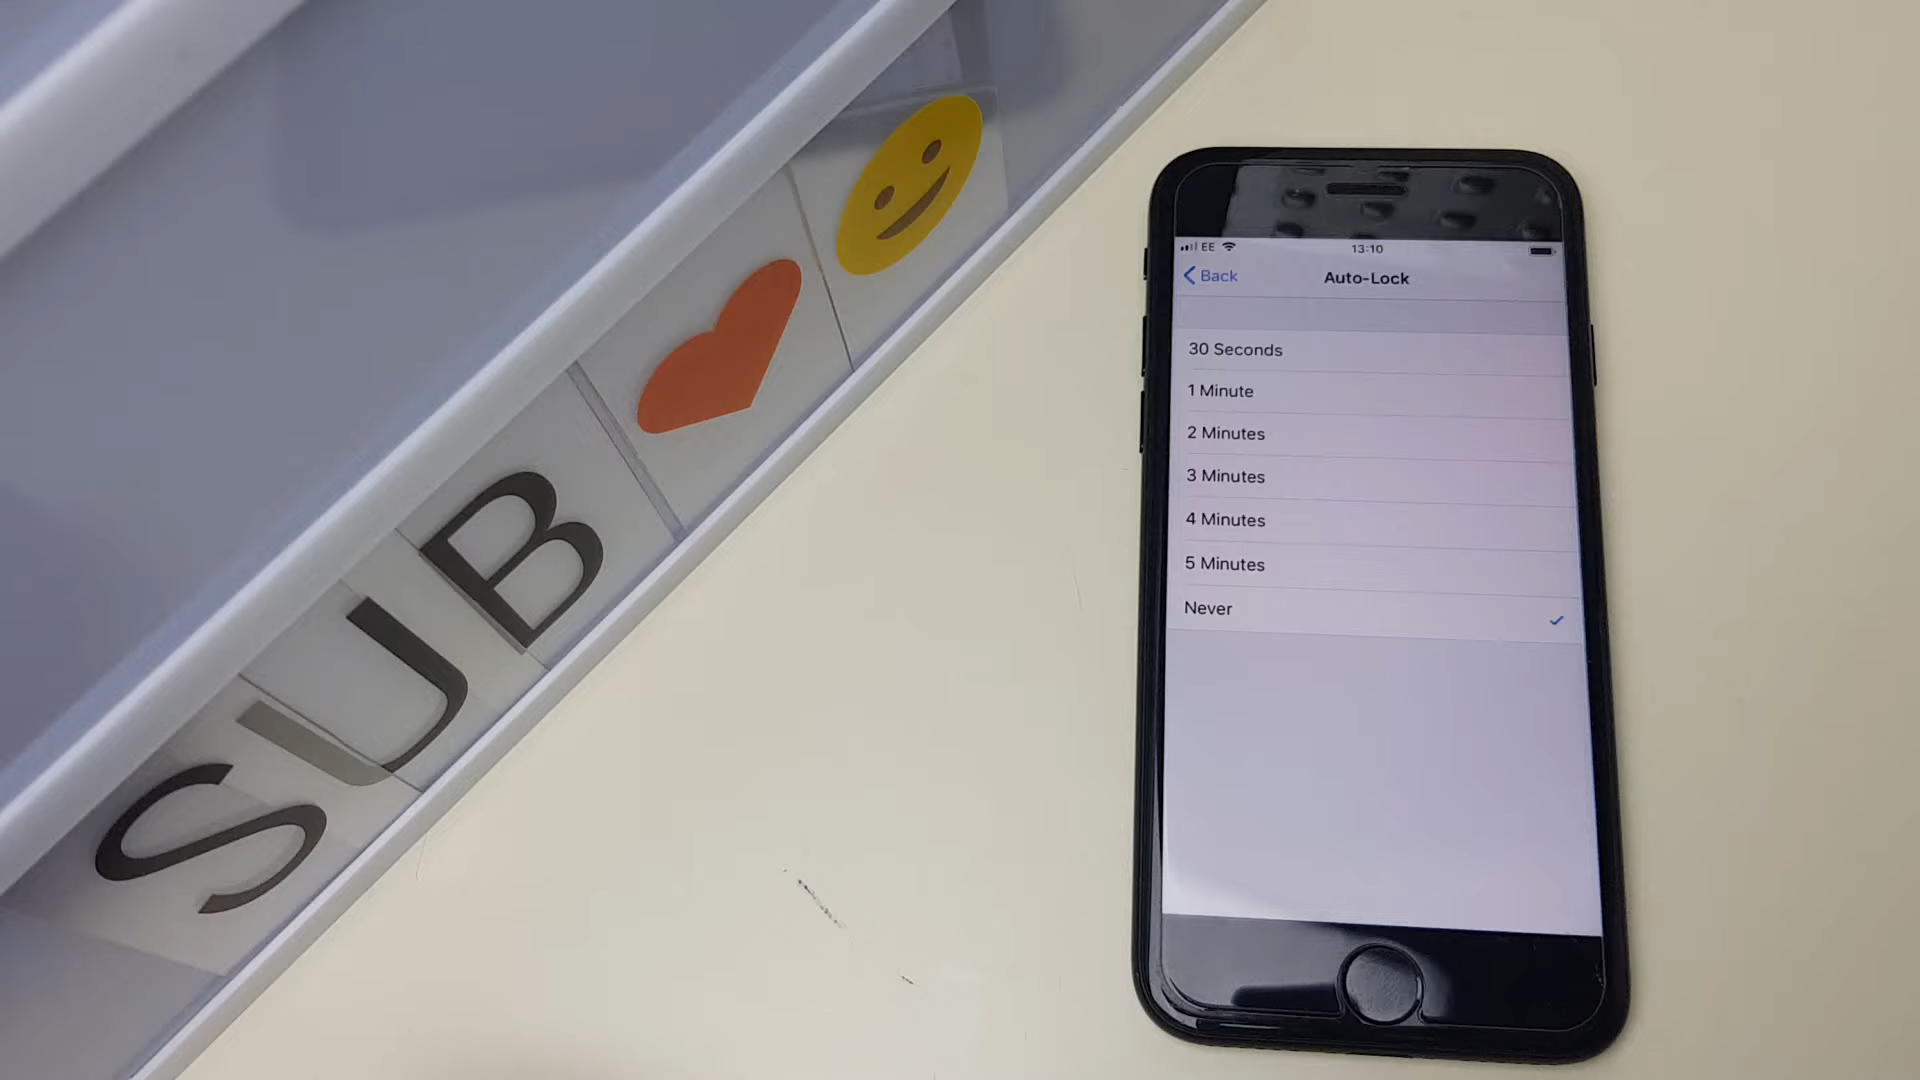 SUB
EE 13:10
Back Auto-Lock
30 Seconds
1 Minute
2 Minutes
3 Minutes
4 Minutes
5 Minutes
Never